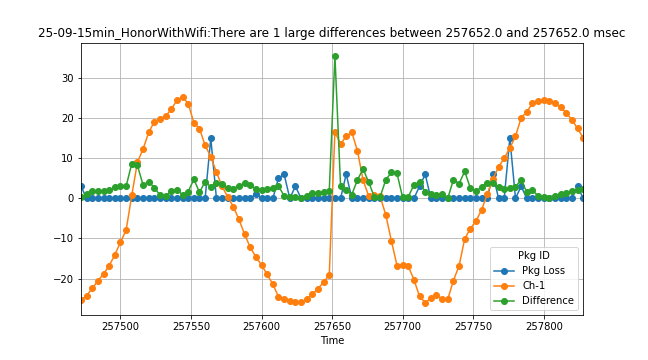 25-09-15min_HonorWithWifi:There are 1 large differences between 257652.0 and 257652.0 msec
30
20
10
0
−10
−20
257500 257550 257600 257650 257700 257750 257800
Time
Pkg ID
Pkg Loss
Ch-1
Difference